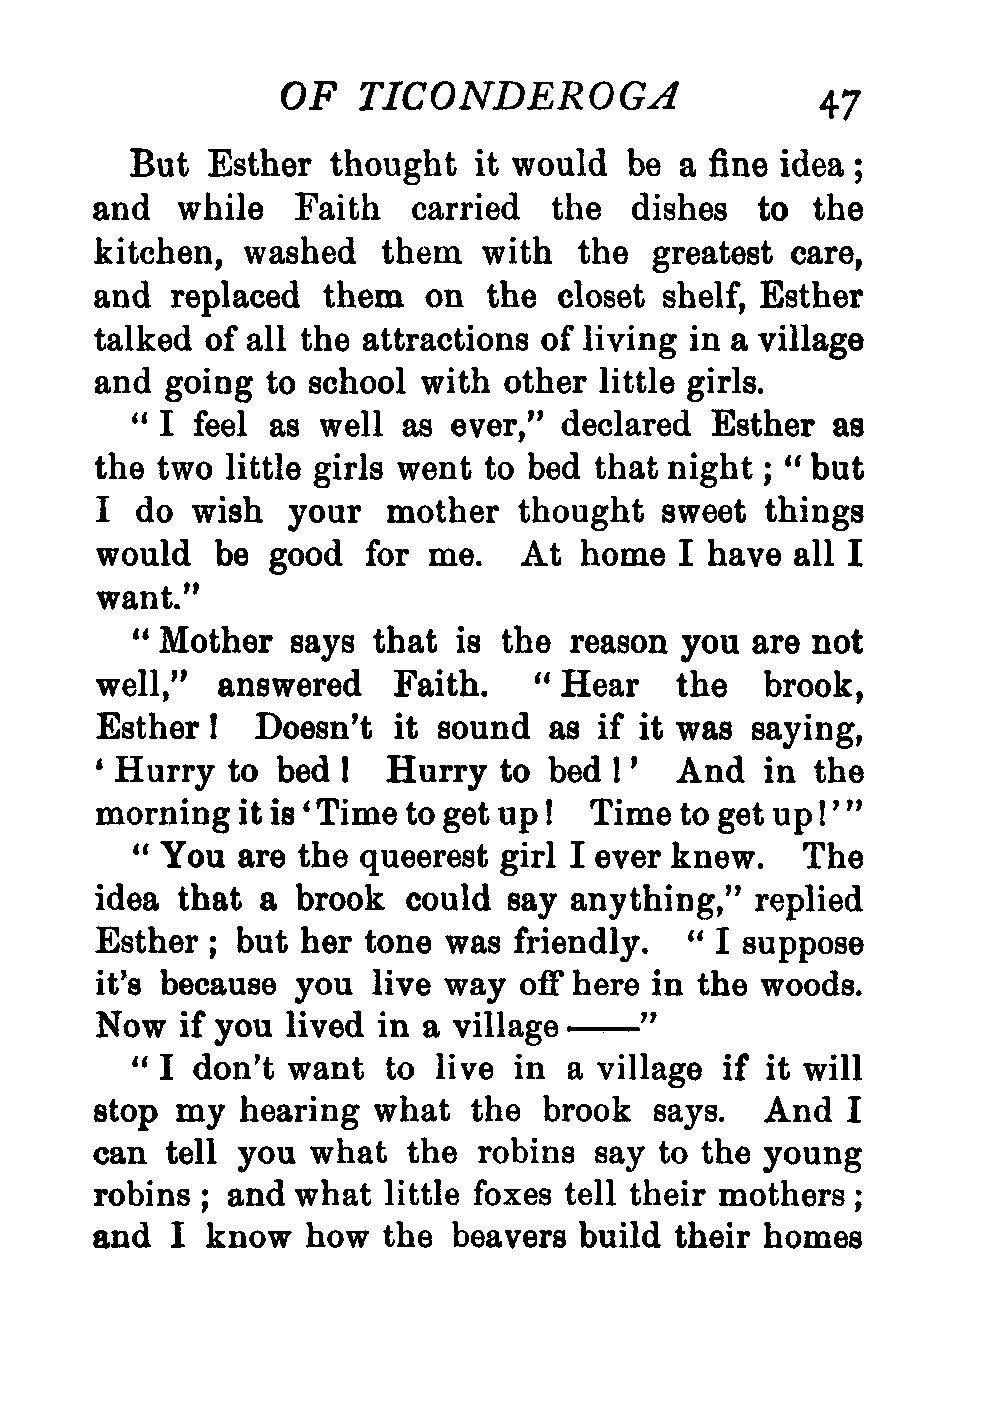 OF TICONDEROGA 47
But Esther thought it would be a fine idea;
and while Faith carried the dishes to the
kitchen, washed them with the greatest care,
and replaced them on the closet shelf, Esther
talked of all the attractions of living in a village
and going to school with other little girls.
"I feel as well as ever," declared Esther as
the two little girls went to bed that night; "but
I do wish your mother thought sweet things
would be good for me. At home I have all I
want."
"Mother says that is the reason you are not
well," answered Faith. "Hear the brook,
Esther! Doesn't it sound as if it was saying,
'Hurry to bed! Hurry to bed!' And in the
morning it is 'Time to get up! Time to get up!'"
"You are the queerest girl I ever knew. The
idea that a brook could say anything," replied
Esther; but her tone was friendly. "I suppose
it's because you live way off here in the woods.
Now if you lived in a village——"
"I don't want to live in a village if it will
stop my hearing what the brook says. And I
can tell you what the robins say to the young
robins; and what little foxes tell their mothers;
and I know how the beavers build their homes